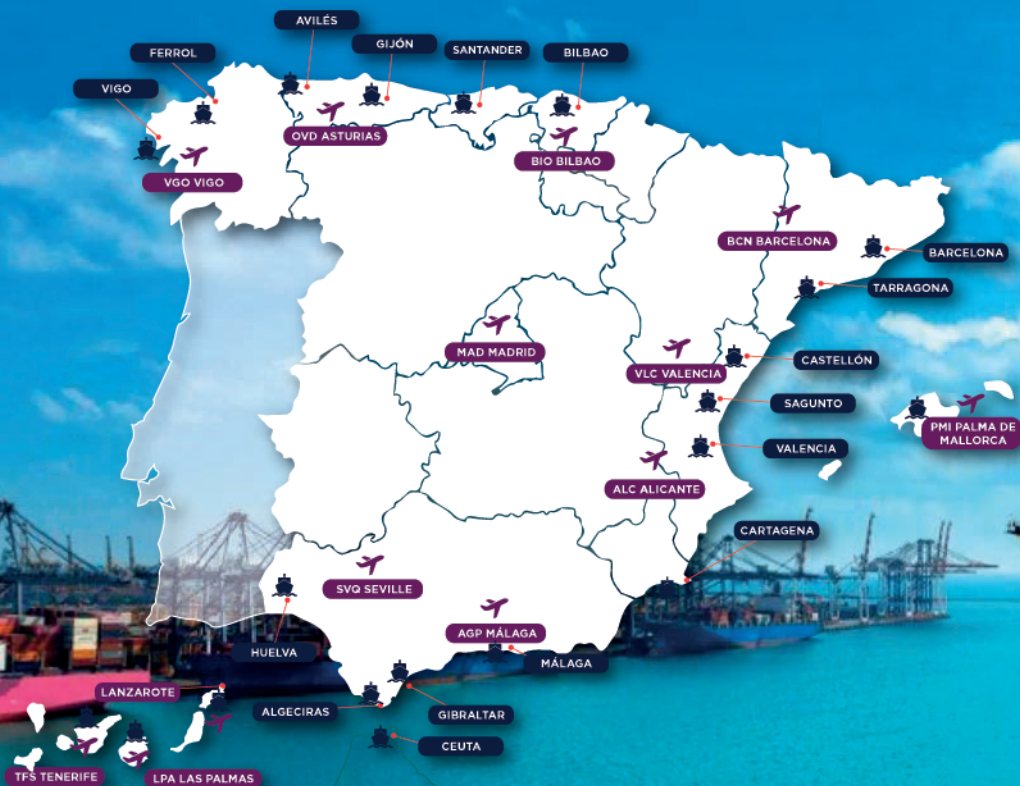 AVILÉS
GIJÓN
SANTANDER
BILBAO
FERROL
VIGO
OVD ASTURIAS
BIO BILBAO
VGO VIGO
BCN BARCELONA
BARCELONA
TARRAGONA
MAD MADRID
VLC VALENCIA
CASTELLÓN
SAGUNTO
PMI PALMA DE
MALLORCA
VALENCIA
ALC ALICANTE
CARTAGENA
SVQ SEVILLE
AGP MÁLAGA
HUELVA
MÁLAGA
LANZAROTE
ALGECIRAS
GIBRALTAR
CEUTA
TFS TENERIFE
LPA LAS PALMAS